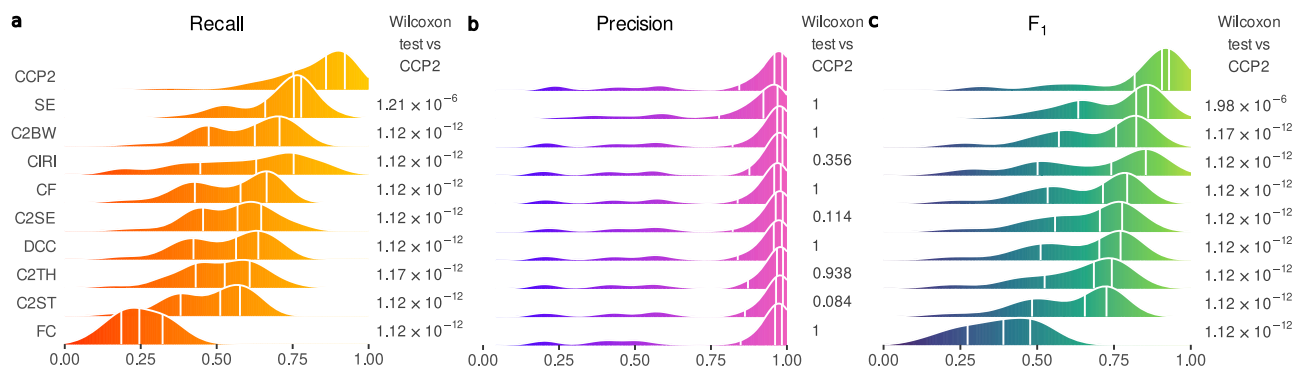 a
Recall
Wilcoxon
test vs
CCP2
CCP2
SE
C2BW
CIRI
CF
C2SE
DCC
C2TH
C2ST
FC
1.21 × 10⁻⁶
1.12 × 10⁻¹²
1.12 × 10⁻¹²
1.12 × 10⁻¹²
1.12 × 10⁻¹²
1.12 × 10⁻¹²
1.17 × 10⁻¹²
1.12 × 10⁻¹²
1.12 × 10⁻¹²
0.00 0.25 0.50 0.75 1.00
b
Precision
Wilcoxon
test vs
CCP2
1
1
0.356
1
0.114
1
0.938
0.084
1
0.00 0.25 0.50 0.75 1.00
c
F₁
Wilcoxon
test vs
CCP2
1.98 × 10⁻⁶
1.17 × 10⁻¹²
1.12 × 10⁻¹²
1.12 × 10⁻¹²
1.12 × 10⁻¹²
1.12 × 10⁻¹²
1.12 × 10⁻¹²
1.12 × 10⁻¹²
1.12 × 10⁻¹²
0.00 0.25 0.50 0.75 1.00